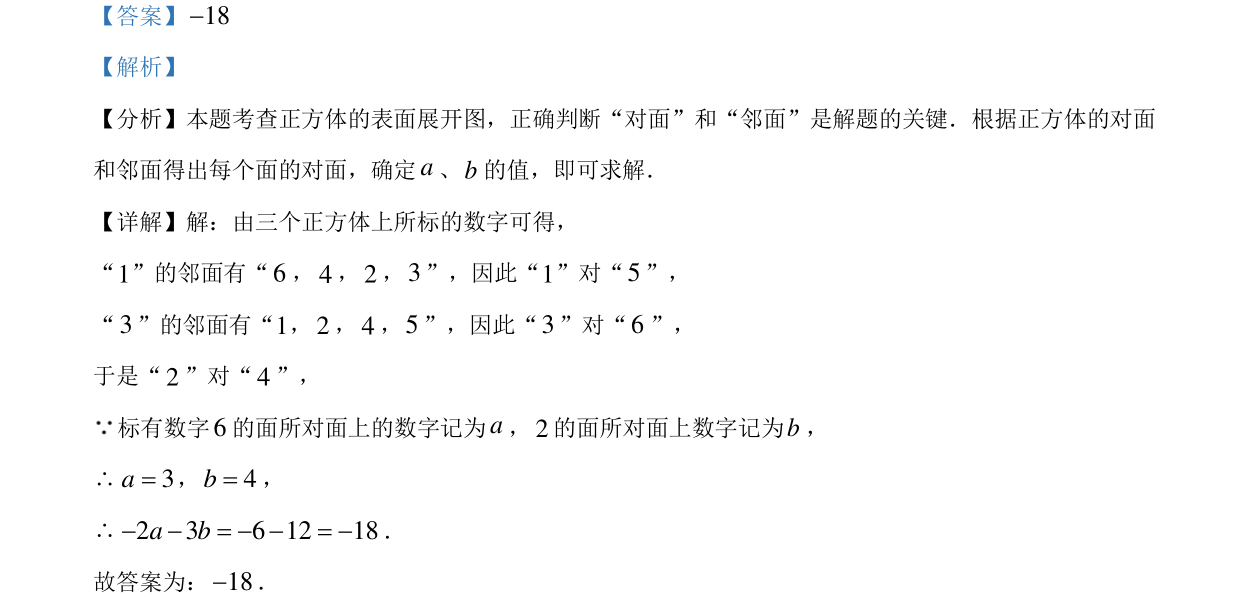 【答案】−18
【解析】
【分析】本题考查正方体的表面展开图，正确判断“对面”和“邻面”是解题的关键．根据正方体的对面
和邻面得出每个面的对面，确定 a 、 b 的值，即可求解．
【详解】解：由三个正方体上所标的数字可得，
“1”的邻面有“6，4，2，3”，因此“1”对“5”，
“3”的邻面有“1，2，4，5”，因此“3”对“6”，
于是“2”对“4”，
∵标有数字6的面所对面上的数字记为a，2的面所对面上数字记为b，
∴ a = 3，b = 4，
∴ −2a − 3b = −6 − 12 = −18．
故答案为：−18．